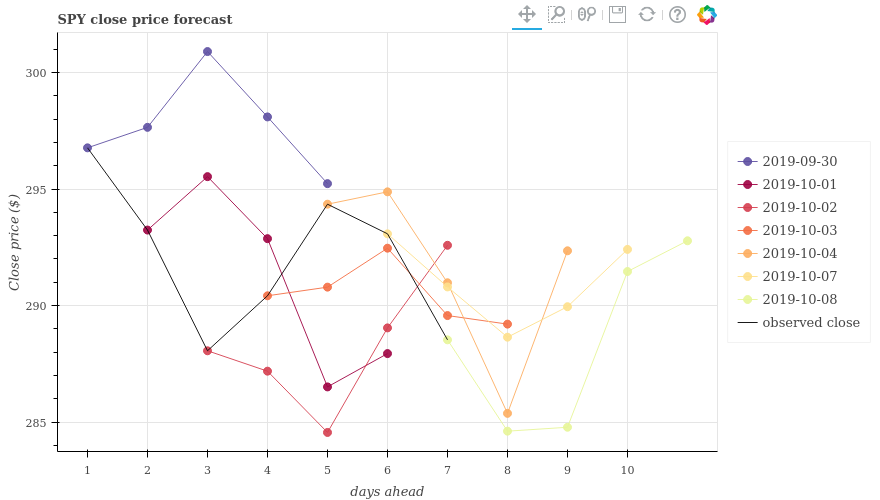 SPY close price forecast
300
295
290
285
Close price ($)
1 2 3 4 5 6 7 8 9 10
days ahead
2019-09-30
2019-10-01
2019-10-02
2019-10-03
2019-10-04
2019-10-07
2019-10-08
observed close